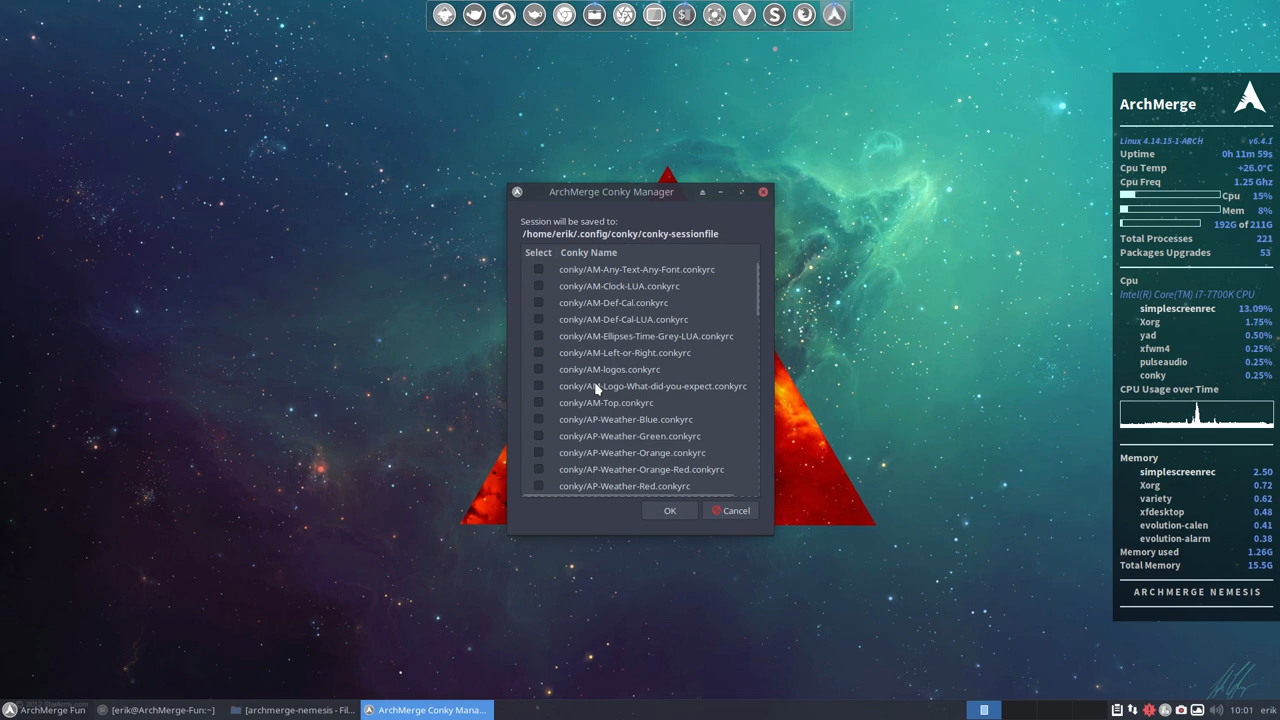 ArchMerge Conky Manager
Session will be saved to:
/home/erik/.config/conky/conky-sessionfile
Select Conky Name
conky/AM-Any-Text-Any-Font.conkyrc
conky/AM-Clock-LUA.conkyrc
conky/AM-Def-Cal.conkyrc
conky/AM-Def-Cal-LUA.conkyrc
conky/AM-Ellipses-Time-Grey-LUA.conkyrc
conky/AM-Left-or-Right.conkyrc
conky/AM-logos.conkyrc
conky/AM-Logo-What-did-you-expect.conkyrc
conky/AM-Top.conkyrc
conky/AP-Weather-Blue.conkyrc
conky/AP-Weather-Green.conkyrc
conky/AP-Weather-Orange.conkyrc
conky/AP-Weather-Orange-Red.conkyrc
conky/AP-Weather-Red.conkyrc
OK Cancel
ArchMerge
Linux 4.14.15-1-ARCH v6.4.1
Uptime 0h 11m 59s
Cpu Temp +26.0°C
Cpu Freq 1.25 Ghz
Cpu 15%
Mem 8%
192G of 211G
Total Processes 221
Packages Upgrades 53
Cpu
Intel(R) Core(TM) i7-7700K CPU
simplescreenrec 13.09%
Xorg 1.75%
yad 0.50%
xfwm4 0.25%
pulseaudio 0.25%
conky 0.25%
CPU Usage over Time
Memory
simplescreenrec 2.50
Xorg 0.72
variety 0.62
xfdesktop 0.48
evolution-calen 0.41
evolution-alarm 0.38
Memory used 1.26G
Total Memory 15.5G
ARCHMERGE NEMESIS
ArchMerge Fun [erik@ArchMerge-Fun:~] [archmerge-nemesis - Fil... ArchMerge Conky Mana... 10:01 erik